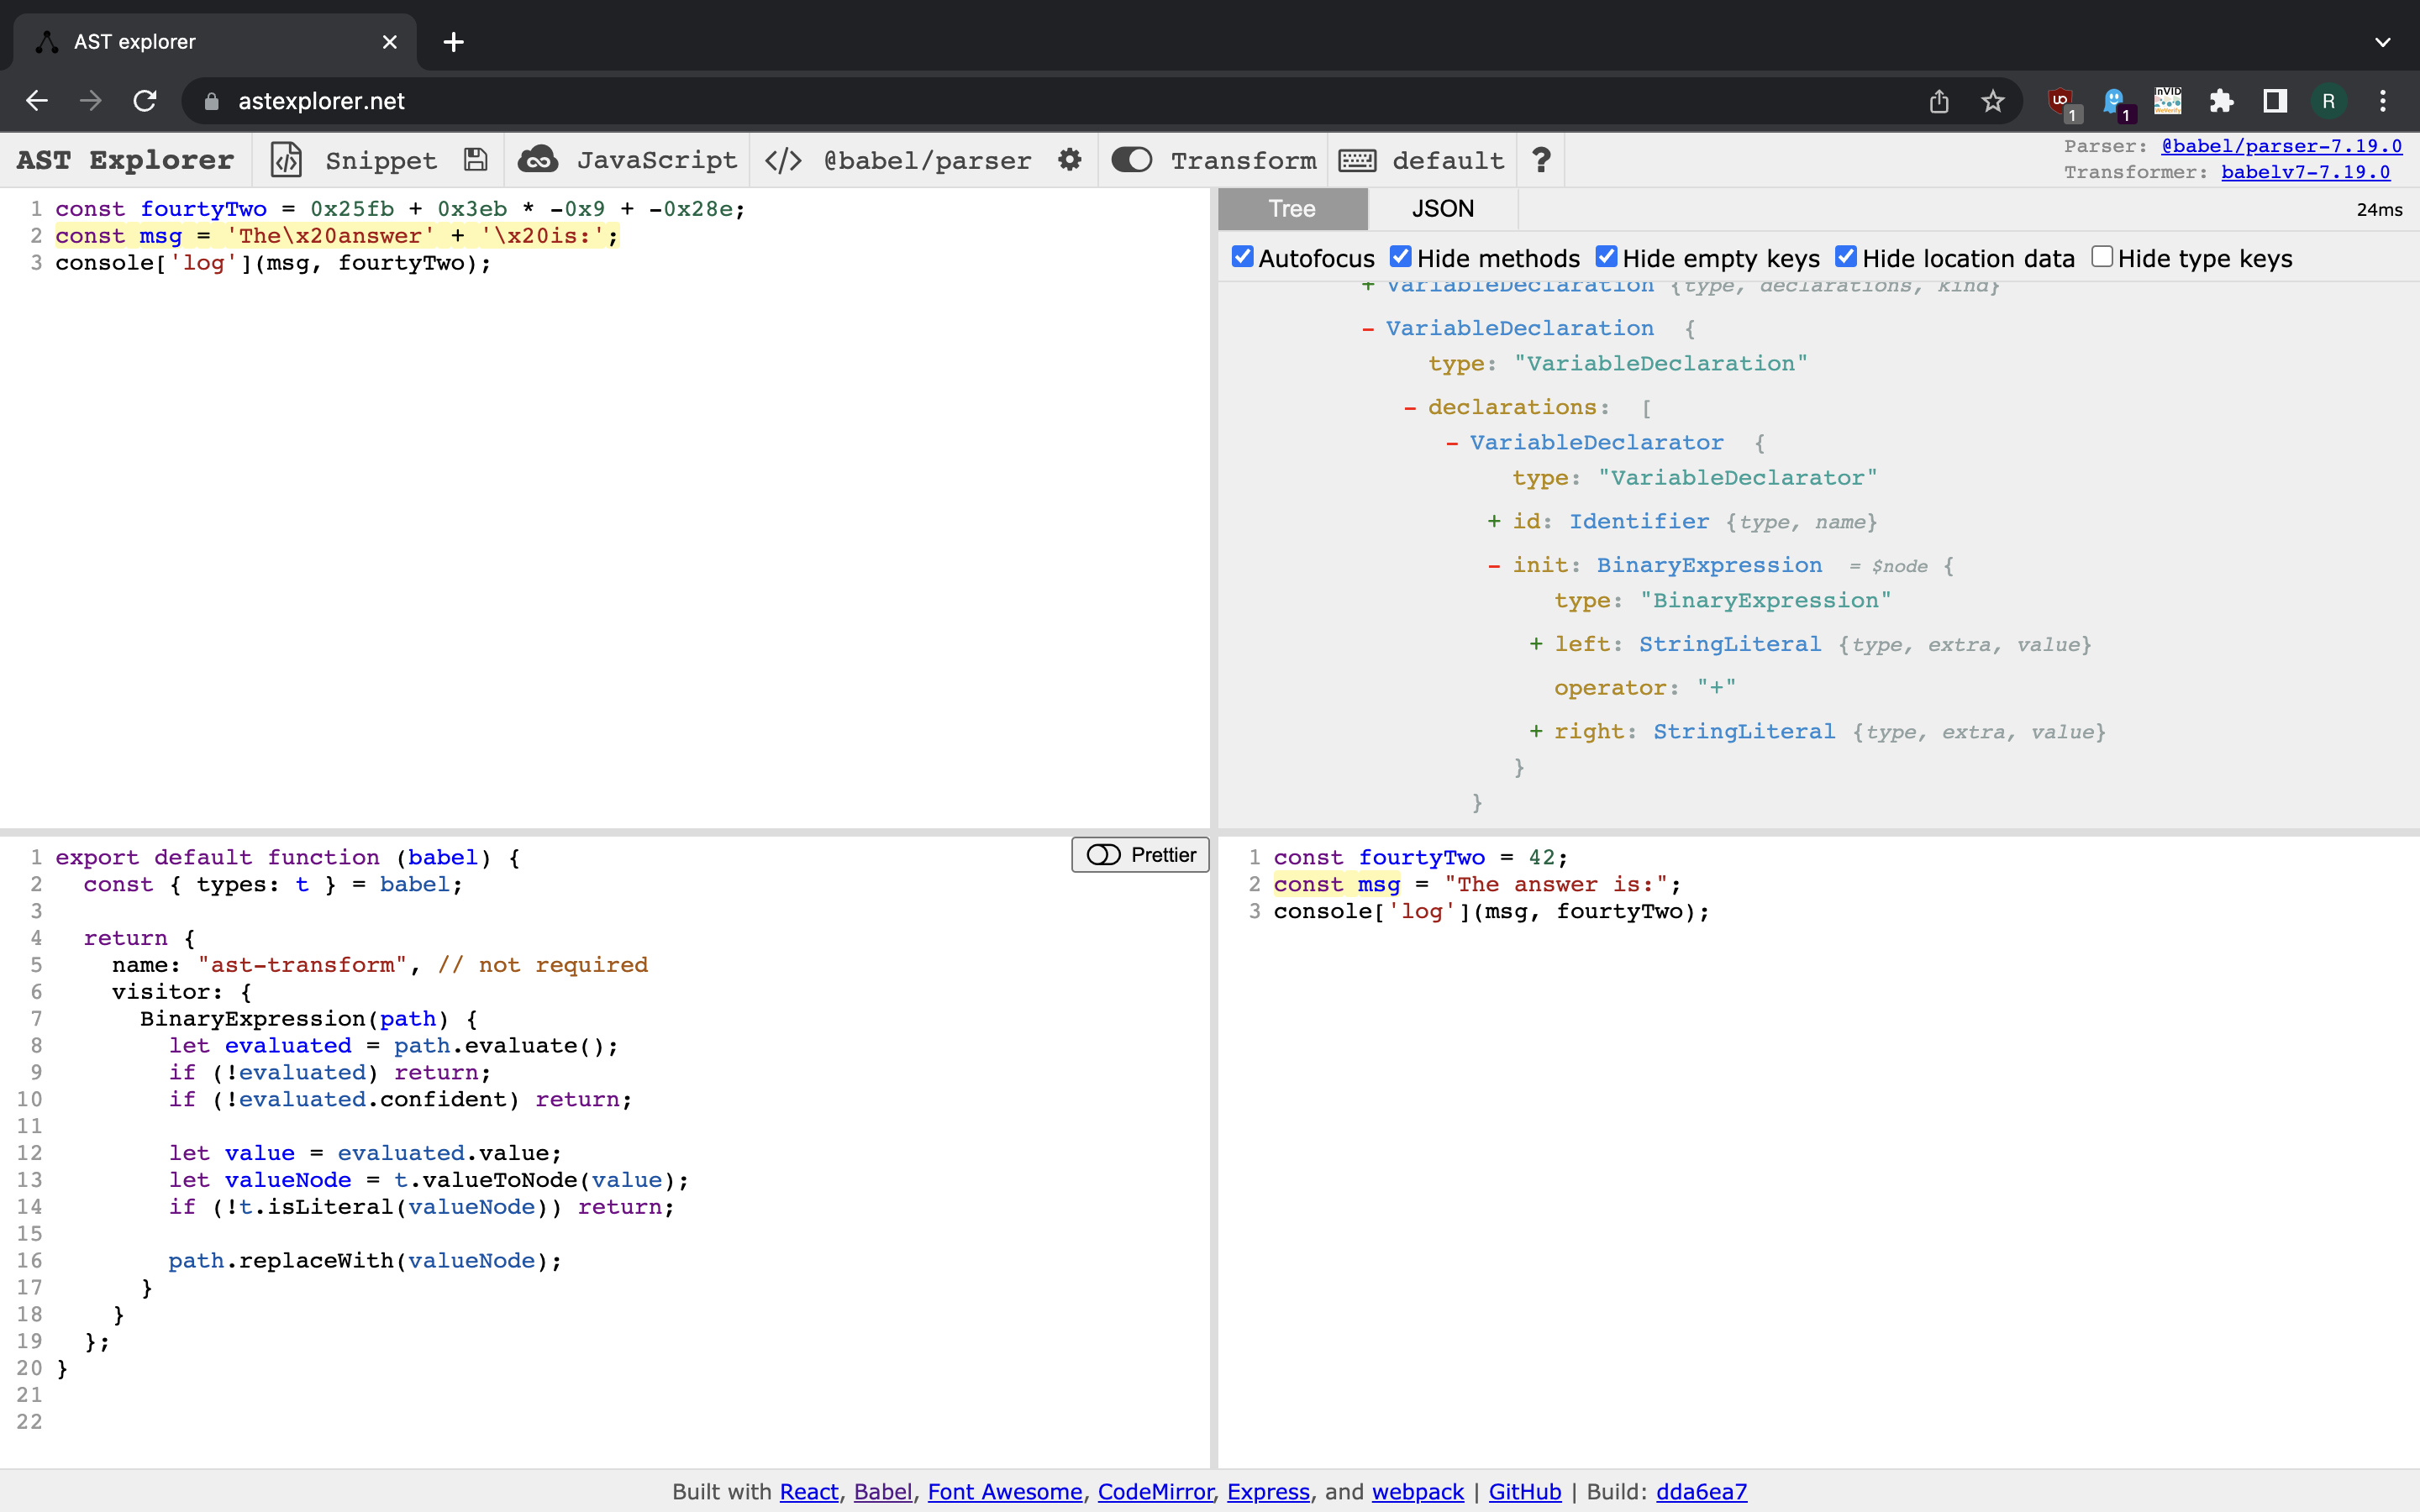 AST explorer
astexplorer.net
1
1
InVID
WeVerify
R
AST Explorer
Snippet
JavaScript
</> @babel/parser
Transform
default
?
Parser: @babel/parser-7.19.0
Transformer: babelv7-7.19.0
1 const fourtyTwo = 0x25fb + 0x3eb * -0x9 + -0x28e;
2 const msg = 'The\x20answer' + '\x20is:';
3 console['log'](msg, fourtyTwo);
Tree JSON 24ms
Autofocus Hide methods Hide empty keys Hide location data Hide type keys
+ VariableDeclaration {type, declarations, kind}
- VariableDeclaration {
type: "VariableDeclaration"
- declarations: [
- VariableDeclarator {
type: "VariableDeclarator"
+ id: Identifier {type, name}
- init: BinaryExpression = $node {
type: "BinaryExpression"
+ left: StringLiteral {type, extra, value}
operator: "+"
+ right: StringLiteral {type, extra, value}
}
}
Prettier
1 export default function (babel) {
2 const { types: t } = babel;
3
4 return {
5 name: "ast-transform", // not required
6 visitor: {
7 BinaryExpression(path) {
8 let evaluated = path.evaluate();
9 if (!evaluated) return;
10 if (!evaluated.confident) return;
11
12 let value = evaluated.value;
13 let valueNode = t.valueToNode(value);
14 if (!t.isLiteral(valueNode)) return;
15
16 path.replaceWith(valueNode);
17 }
18 }
19 };
20 }
21
22
1 const fourtyTwo = 42;
2 const msg = "The answer is:";
3 console['log'](msg, fourtyTwo);
Built with React, Babel, Font Awesome, CodeMirror, Express, and webpack | GitHub | Build: dda6ea7